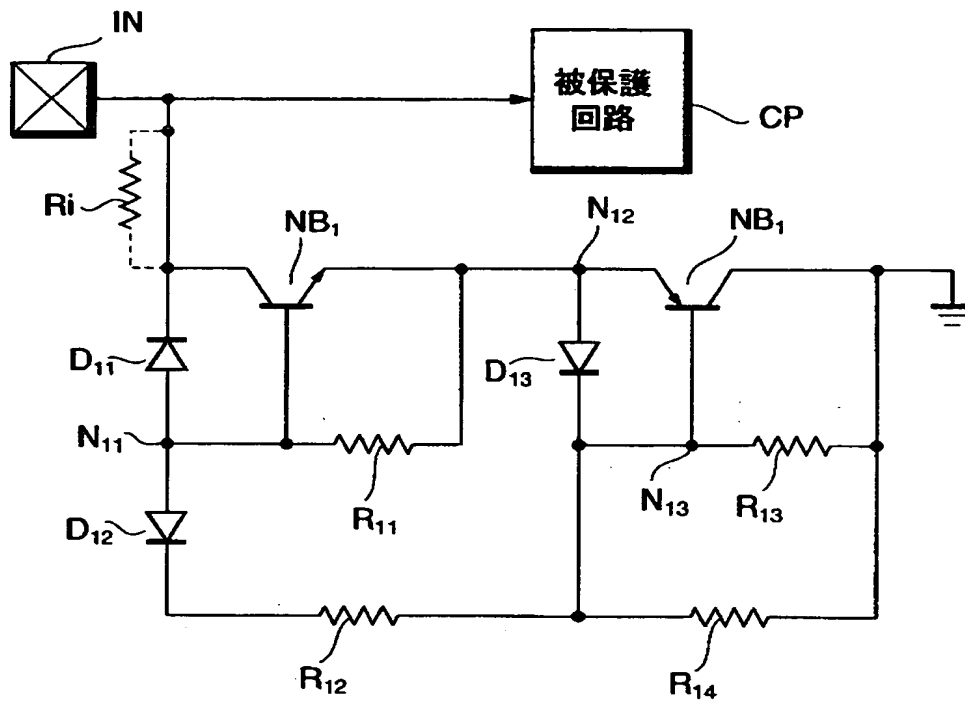 IN
被保護
回路
CP
Ri
NB₁
N₁₂
NB₁
D₁₁
D₁₃
N₁₁
R₁₁
N₁₃
R₁₃
D₁₂
R₁₂
R₁₄